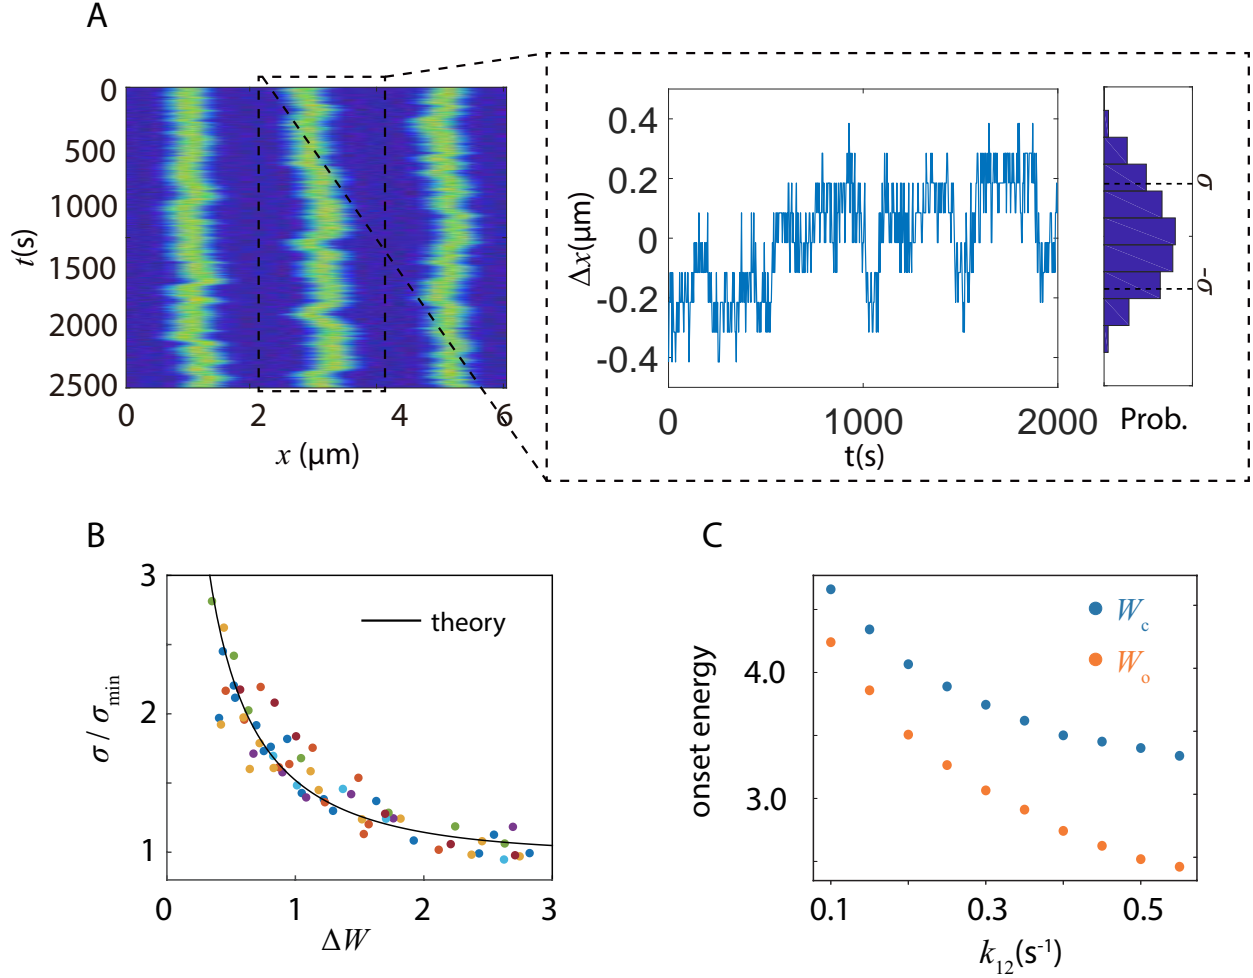 A
0
500
1000
1500
2000
2500
t(s)
0 2 4 6
x (μm)
0.4
0.2
0
-0.2
-0.4
Δx(μm)
0 1000 2000
t(s)
σ
-σ
Prob.
B
3
2
1
σ / σmin
theory
0 1 2 3
ΔW
C
4.0
3.0
onset energy
Wc
Wo
0.1 0.3 0.5
k12(s-1)